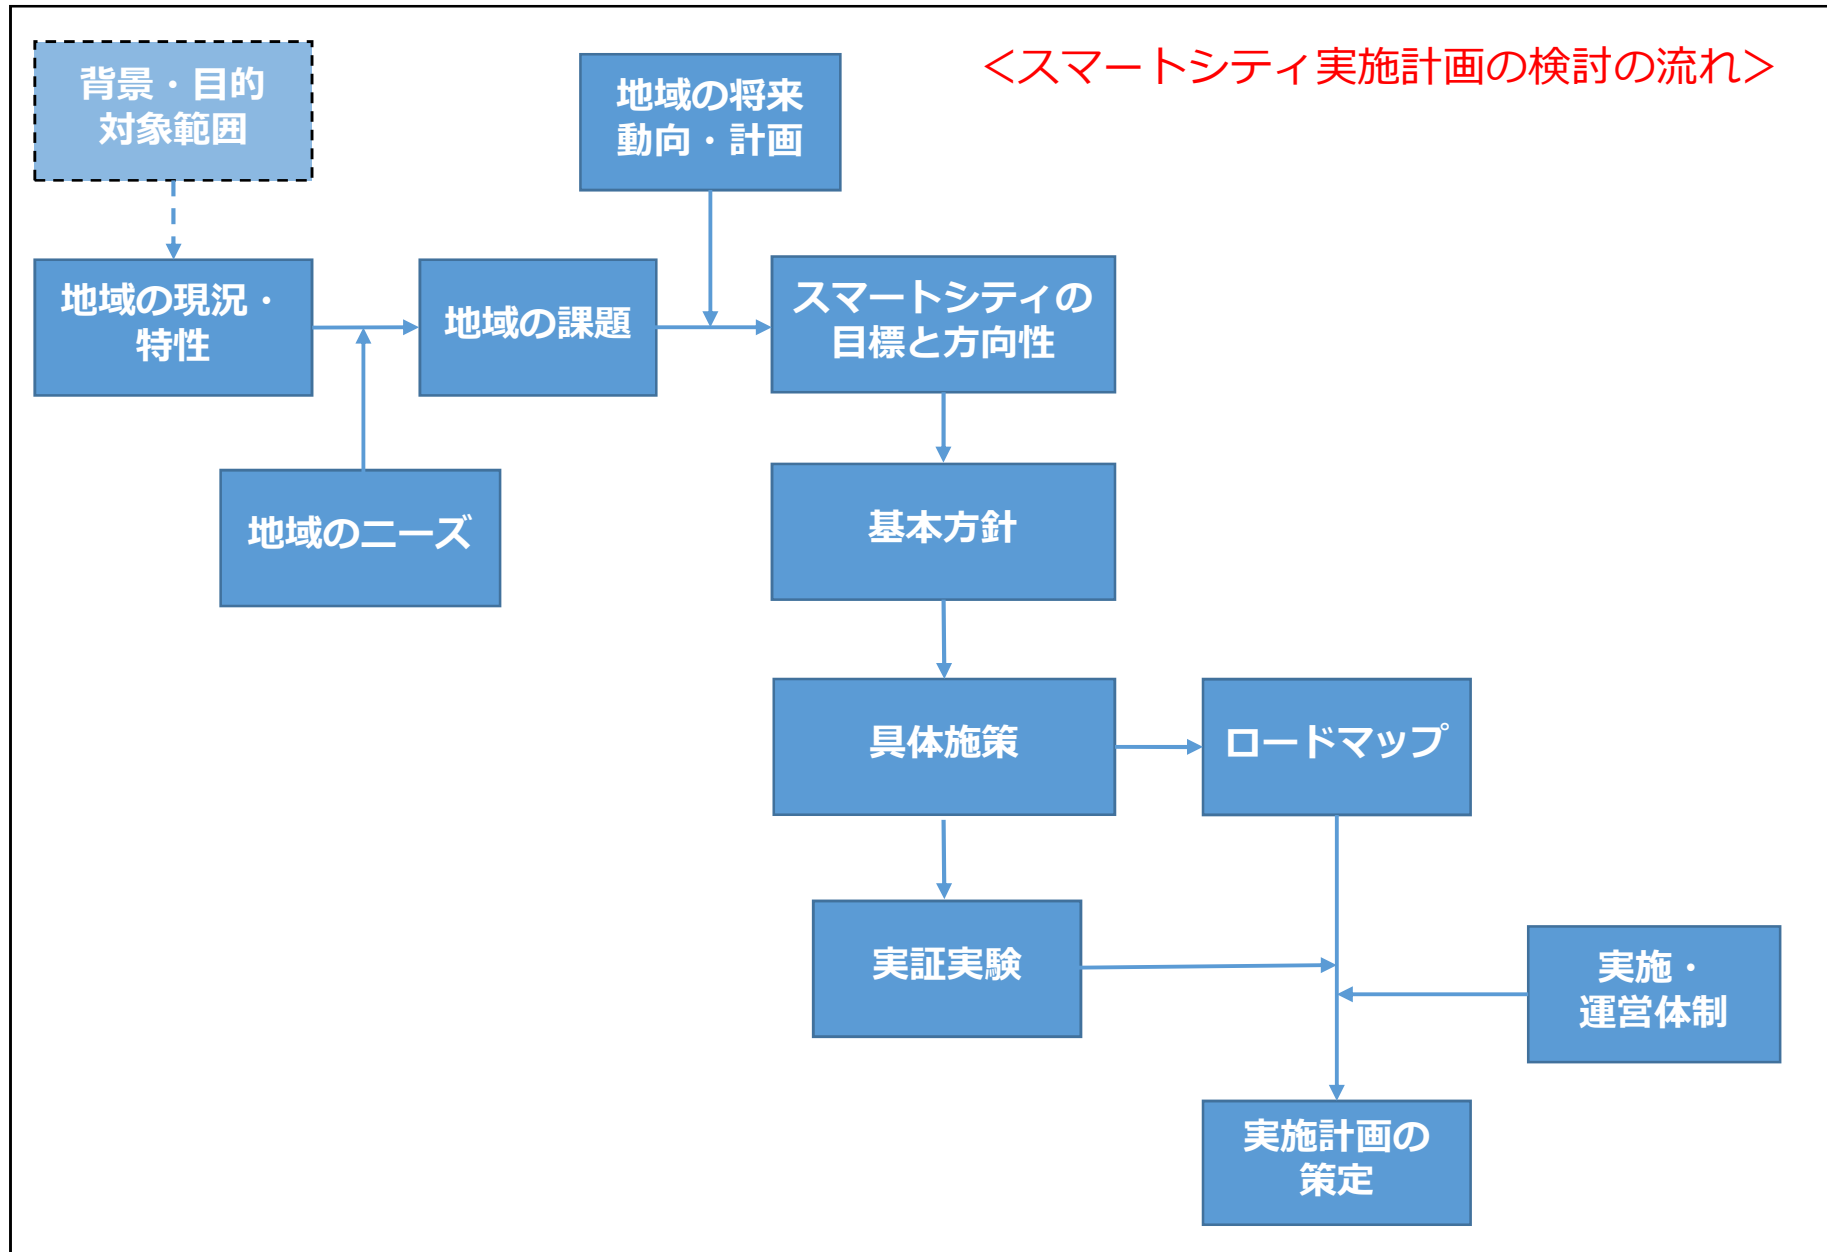 ＜スマートシティ実施計画の検討の流れ＞
背景・目的
対象範囲
地域の将来
動向・計画
地域の現況・
特性
地域の課題
スマートシティの
目標と方向性
地域のニーズ
基本方針
具体施策
ロードマップ
実証実験
実施・
運営体制
実施計画の
策定